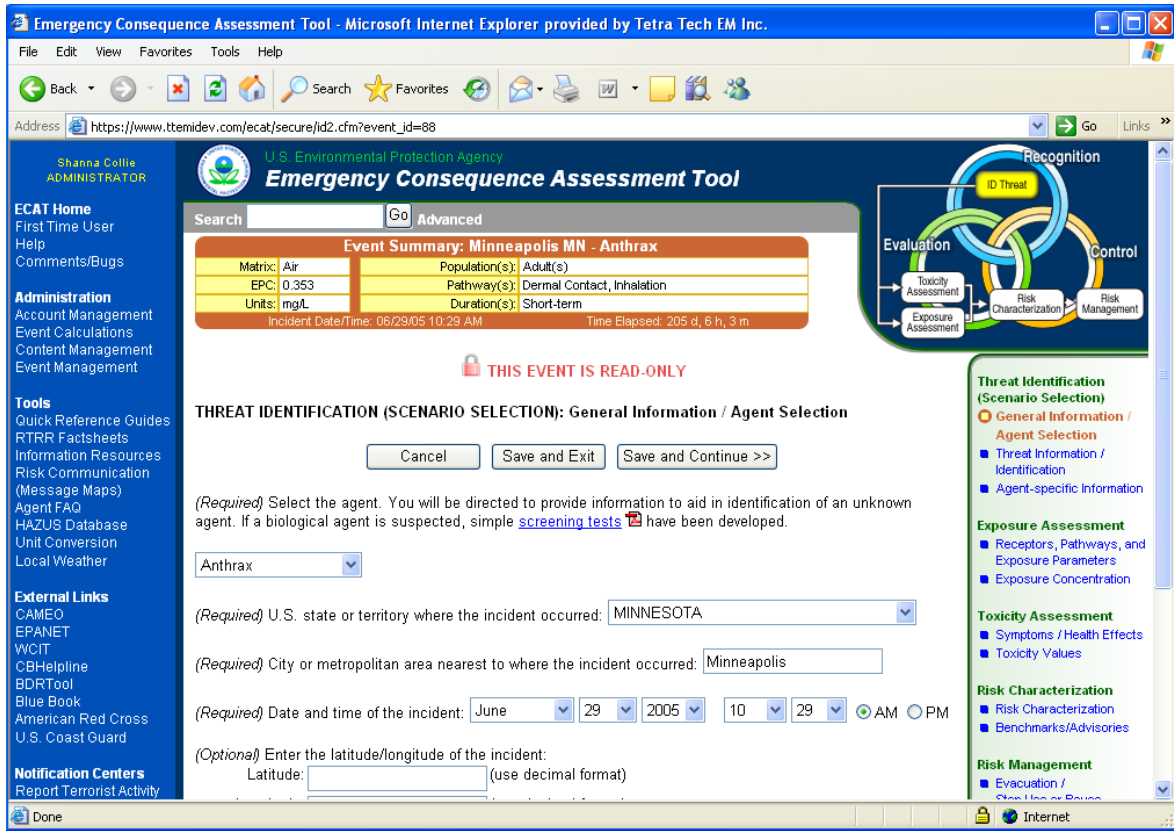 Emergency Consequence Assessment Tool - Microsoft Internet Explorer provided by Tetra Tech EM Inc.
File Edit View Favorites Tools Help
Back Search Favorites
Address https://www.ttemidev.com/ecat/secure/id2.cfm?event_id=88 Go Links »
Shanna Collie
ADMINISTRATOR
ECAT Home
First Time User
Help
Comments/Bugs
Administration
Account Management
Event Calculations
Content Management
Event Management
Tools
Quick Reference Guides
RTRR Factsheets
Information Resources
Risk Communication
(Message Maps)
Agent FAQ
HAZUS Database
Unit Conversion
Local Weather
External Links
CAMEO
EPANET
WCIT
CBHelpline
BDRTool
Blue Book
American Red Cross
U.S. Coast Guard
Notification Centers
Report Terrorist Activity
U.S. Environmental Protection Agency
Emergency Consequence Assessment Tool
Search Go Advanced
Event Summary: Minneapolis MN - Anthrax
Matrix: Air Population(s): Adult(s)
EPC: 0.353 Pathway(s): Dermal Contact, Inhalation
Units: mg/L Duration(s): Short-term
Incident Date/Time: 06/29/05 10:29 AM Time Elapsed: 205 d, 6 h, 3 m
Recognition
ID Threat
Evaluation
Control
Toxicity
Assessment
Exposure
Assessment
Risk
Characterization
Risk
Management
THIS EVENT IS READ-ONLY
THREAT IDENTIFICATION (SCENARIO SELECTION): General Information / Agent Selection
Cancel Save and Exit Save and Continue >>
(Required) Select the agent. You will be directed to provide information to aid in identification of an unknown
agent. If a biological agent is suspected, simple screening tests have been developed.
Anthrax
(Required) U.S. state or territory where the incident occurred: MINNESOTA
(Required) City or metropolitan area nearest to where the incident occurred: Minneapolis
(Required) Date and time of the incident: June 29 2005 10 29 AM PM
(Optional) Enter the latitude/longitude of the incident:
Latitude: (use decimal format)
Threat Identification
(Scenario Selection)
General Information /
Agent Selection
Threat Information /
Identification
Agent-specific Information
Exposure Assessment
Receptors, Pathways, and
Exposure Parameters
Exposure Concentration
Toxicity Assessment
Symptoms / Health Effects
Toxicity Values
Risk Characterization
Risk Characterization
Benchmarks/Advisories
Risk Management
Evacuation /
Done Internet